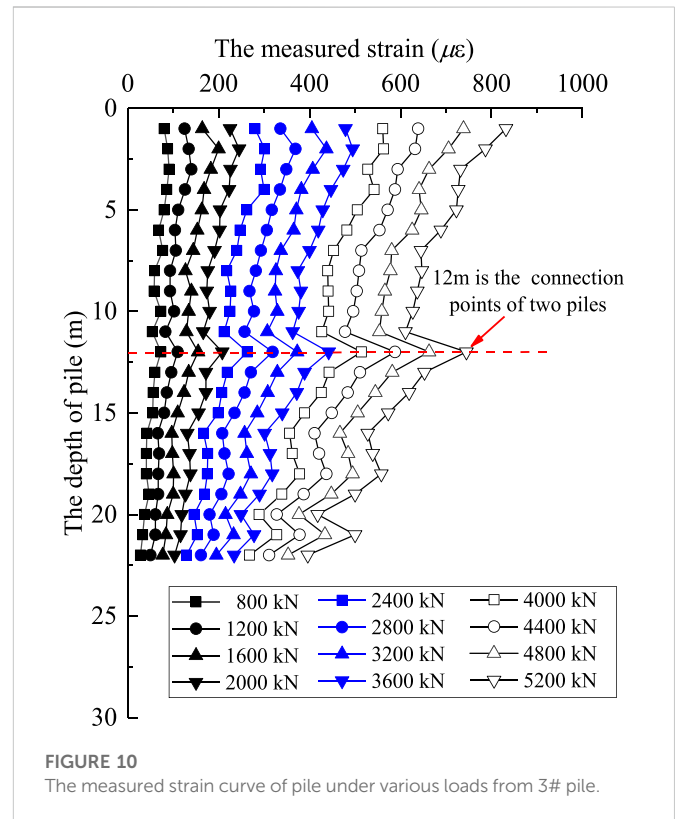 The measured strain (με)
0 200 400 600 800 1000
The depth of pile (m)
0
5
10
15
20
25
30
12m is the connection
points of two piles
800 kN 2400 kN 4000 kN
1200 kN 2800 kN 4400 kN
1600 kN 3200 kN 4800 kN
2000 kN 3600 kN 5200 kN
FIGURE 10
The measured strain curve of pile under various loads from 3# pile.